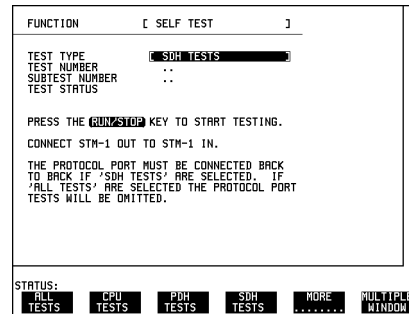 FUNCTION [ SELF TEST ]
TEST TYPE [ SDH TESTS ]
TEST NUMBER ..
SUBTEST NUMBER ..
TEST STATUS
PRESS THE RUN/STOP KEY TO START TESTING.
CONNECT STM-1 OUT TO STM-1 IN.
THE PROTOCOL PORT MUST BE CONNECTED BACK
TO BACK IF 'SDH TESTS' ARE SELECTED. IF
'ALL TESTS' ARE SELECTED THE PROTOCOL PORT
TESTS WILL BE OMITTED.
STATUS:
ALL CPU PDH SDH MORE MULTIPLE
TESTS TESTS TESTS TESTS ........ WINDOW